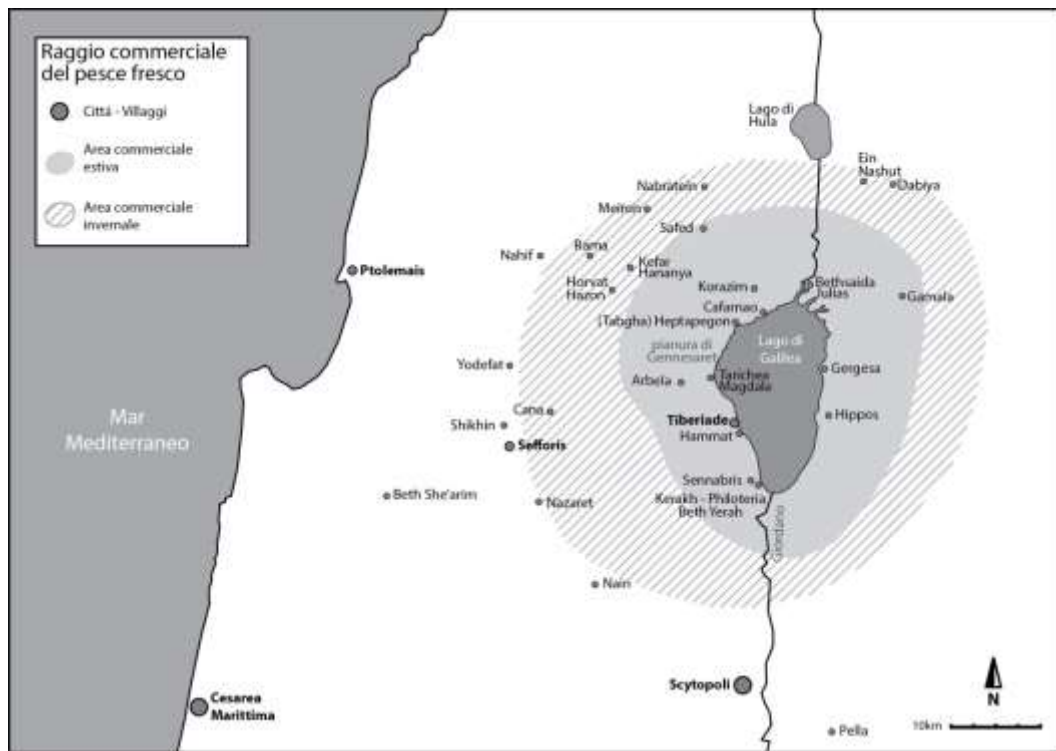 Raggio commerciale
del pesce fresco
Città - Villaggi
Area commerciale
estiva
Area commerciale
invernale
Lago di
Hula
Ein
Nashut
Dabiya
Nabratein
Meiron
Safed
Nahif
Rama
Kefar
Hananya
Horvat
Hazon
Ptolemais
Korazim
Bethsaida
Julias
Gamala
Cafarnao
(Tabgha) Heptapegon
pianura di
Gennesaret
Lago di
Galilea
Yodefat
Arbela
Tarichea
Magdala
Gergesa
Cana
Shikhin
Tiberiade
Hammat
Hippos
Sefforis
Mar
Mediterraneo
Sennabris
Beth She'arim
Nazaret
Kerakh - Philoteria
Beth Yerah
Giordano
Nain
Scytopoli
Cesarea
Marittima
N
10km
Pella